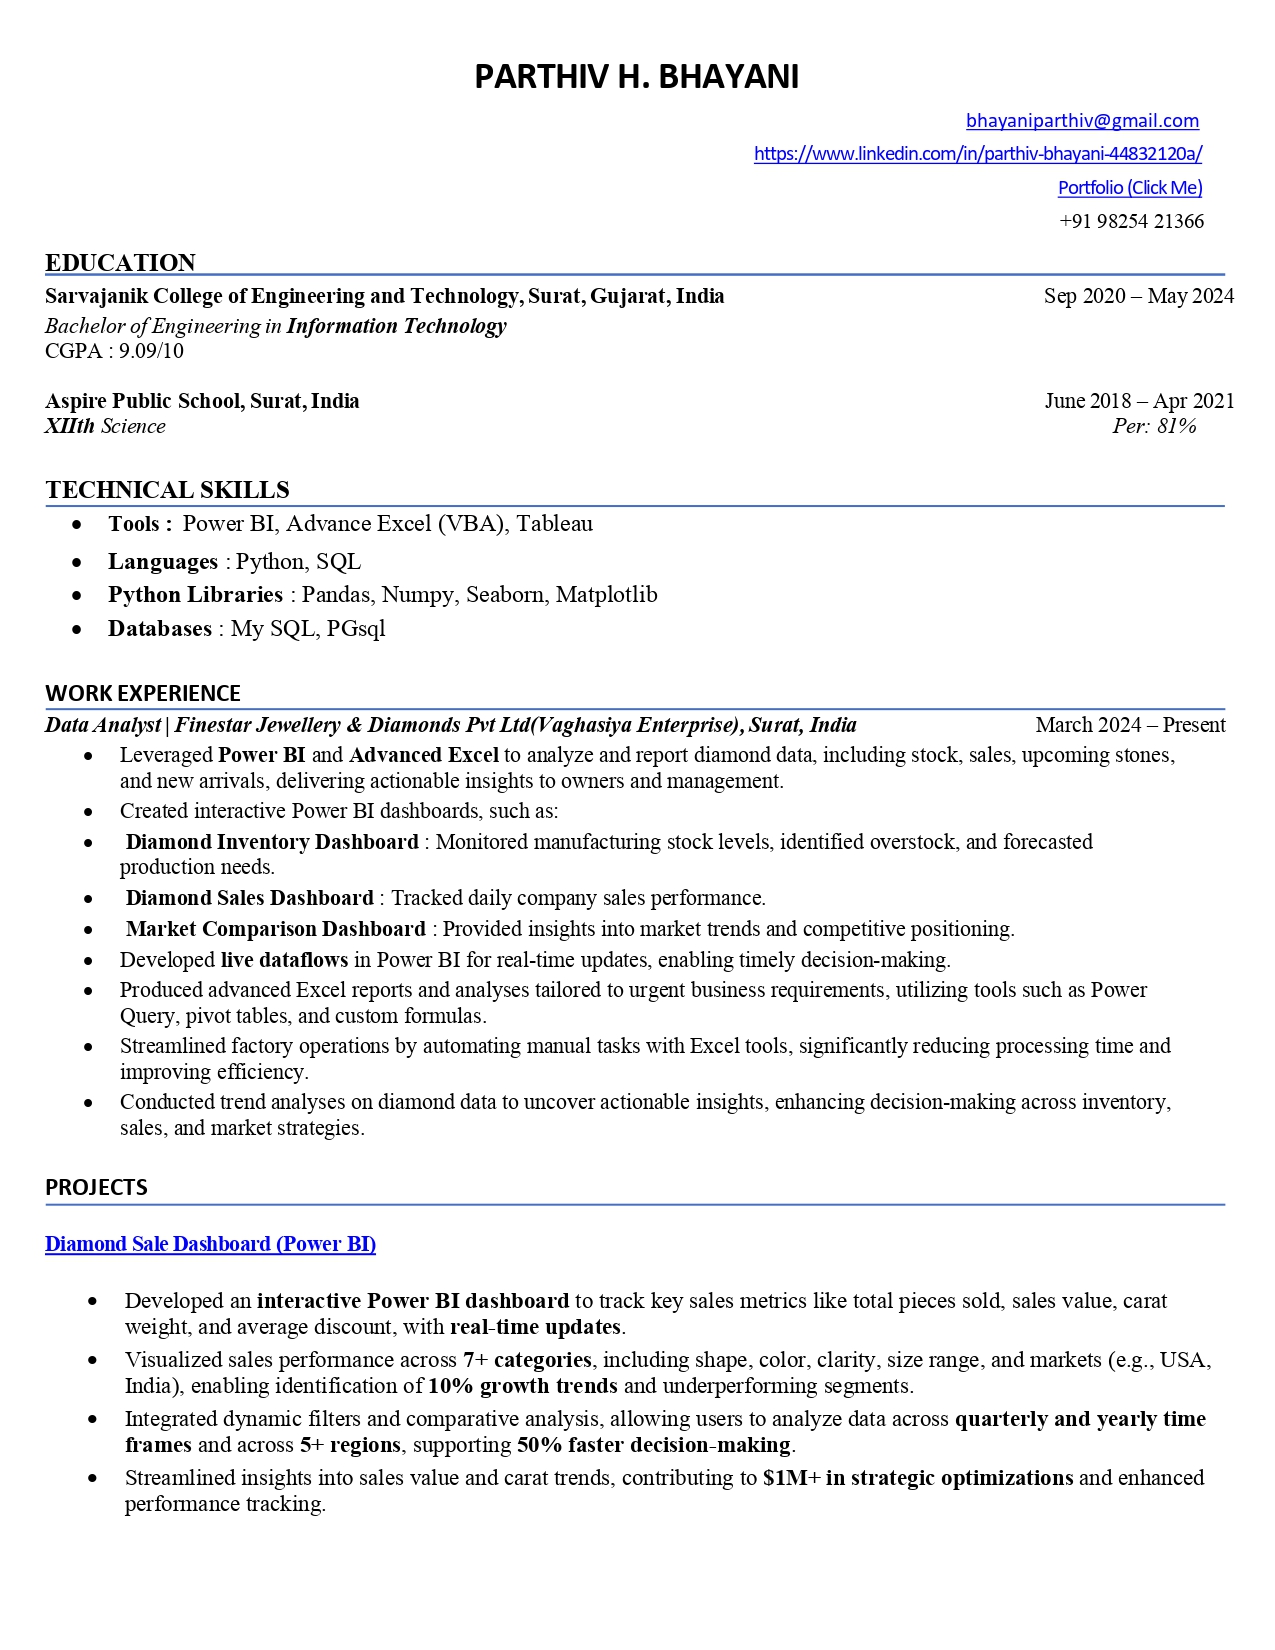 PARTHIV H. BHAYANI
bhayaniparthiv@gmail.com
https://www.linkedin.com/in/parthiv-bhayani-44832120a/
Portfolio (Click Me)
+91 98254 21366
EDUCATION
Sarvajanik College of Engineering and Technology, Surat, Gujarat, India Sep 2020 – May 2024
Bachelor of Engineering in Information Technology
CGPA : 9.09/10
Aspire Public School, Surat, India June 2018 – Apr 2021
XIIth Science Per: 81%
TECHNICAL SKILLS
• Tools : Power BI, Advance Excel (VBA), Tableau
• Languages : Python, SQL
• Python Libraries : Pandas, Numpy, Seaborn, Matplotlib
• Databases : My SQL, PGsql
WORK EXPERIENCE
Data Analyst | Finestar Jewellery & Diamonds Pvt Ltd(Vaghasiya Enterprise), Surat, India March 2024 – Present
• Leveraged Power BI and Advanced Excel to analyze and report diamond data, including stock, sales, upcoming stones,
and new arrivals, delivering actionable insights to owners and management.
• Created interactive Power BI dashboards, such as:
• Diamond Inventory Dashboard : Monitored manufacturing stock levels, identified overstock, and forecasted
production needs.
• Diamond Sales Dashboard : Tracked daily company sales performance.
• Market Comparison Dashboard : Provided insights into market trends and competitive positioning.
• Developed live dataflows in Power BI for real-time updates, enabling timely decision-making.
• Produced advanced Excel reports and analyses tailored to urgent business requirements, utilizing tools such as Power
Query, pivot tables, and custom formulas.
• Streamlined factory operations by automating manual tasks with Excel tools, significantly reducing processing time and
improving efficiency.
• Conducted trend analyses on diamond data to uncover actionable insights, enhancing decision-making across inventory,
sales, and market strategies.
PROJECTS
Diamond Sale Dashboard (Power BI)
• Developed an interactive Power BI dashboard to track key sales metrics like total pieces sold, sales value, carat
weight, and average discount, with real-time updates.
• Visualized sales performance across 7+ categories, including shape, color, clarity, size range, and markets (e.g., USA,
India), enabling identification of 10% growth trends and underperforming segments.
• Integrated dynamic filters and comparative analysis, allowing users to analyze data across quarterly and yearly time
frames and across 5+ regions, supporting 50% faster decision-making.
• Streamlined insights into sales value and carat trends, contributing to $1M+ in strategic optimizations and enhanced
performance tracking.